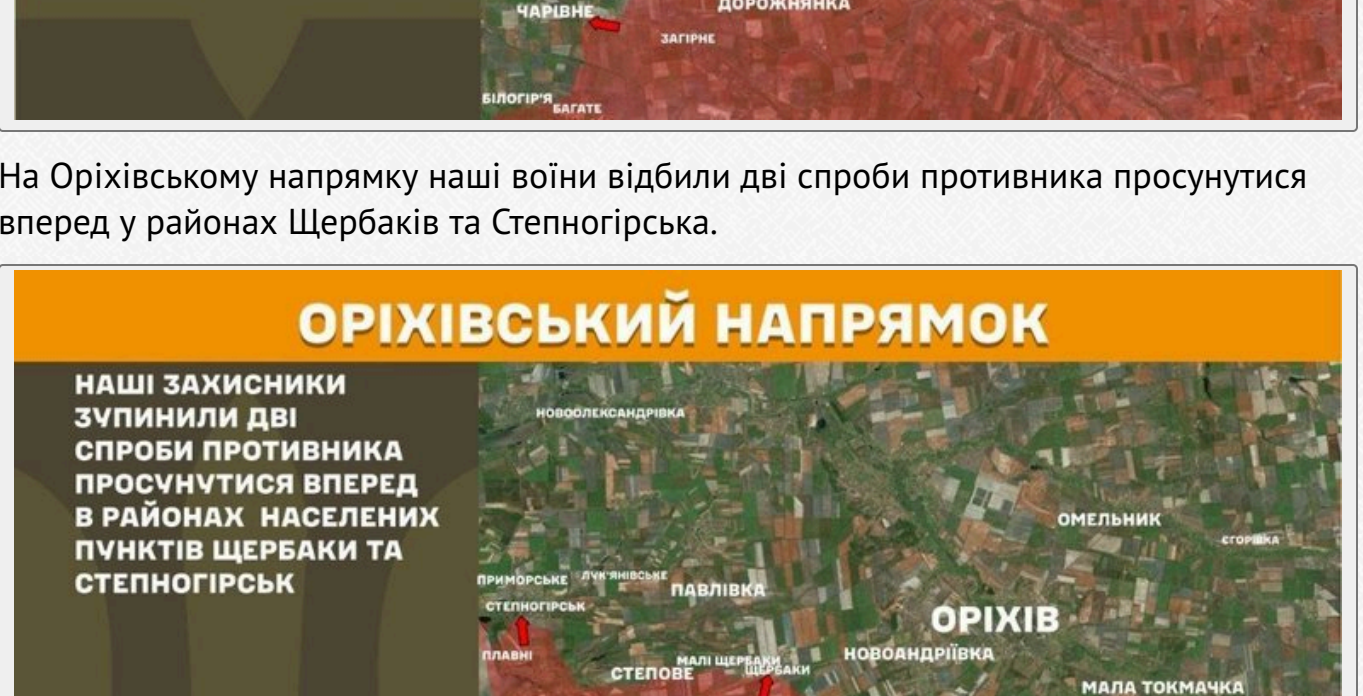 ЧАРІВНЕ
ДОРОЖНЯНКА
ЗАГІРНЕ
БІЛОГІР'Я
БАГАТЕ
На Оріхівському напрямку наші воїни відбили дві спроби противника просунутися
вперед у районах Щербаків та Степногірська.
ОРІХІВСЬКИЙ НАПРЯМОК
НАШІ ЗАХИСНИКИ
ЗУПИНИЛИ ДВІ
СПРОБИ ПРОТИВНИКА
ПРОСУНУТИСЯ ВПЕРЕД
В РАЙОНАХ НАСЕЛЕНИХ
ПУНКТІВ ЩЕРБАКИ ТА
СТЕПНОГІРСЬК
НОВООЛЕКСАНДРІВКА
ОМЕЛЬНИК
ЄГОРІВКА
ПРИМОРСЬКЕ
ЛУК'ЯНІВСЬКЕ
ПАВЛІВКА
СТЕПНОГІРСЬК
ОРІХІВ
ПЛАВНІ
НОВОАНДРІЇВКА
МАЛІ ЩЕРБАКИ
ЩЕРБАКИ
СТЕПОВЕ
МАЛА ТОКМАЧКА